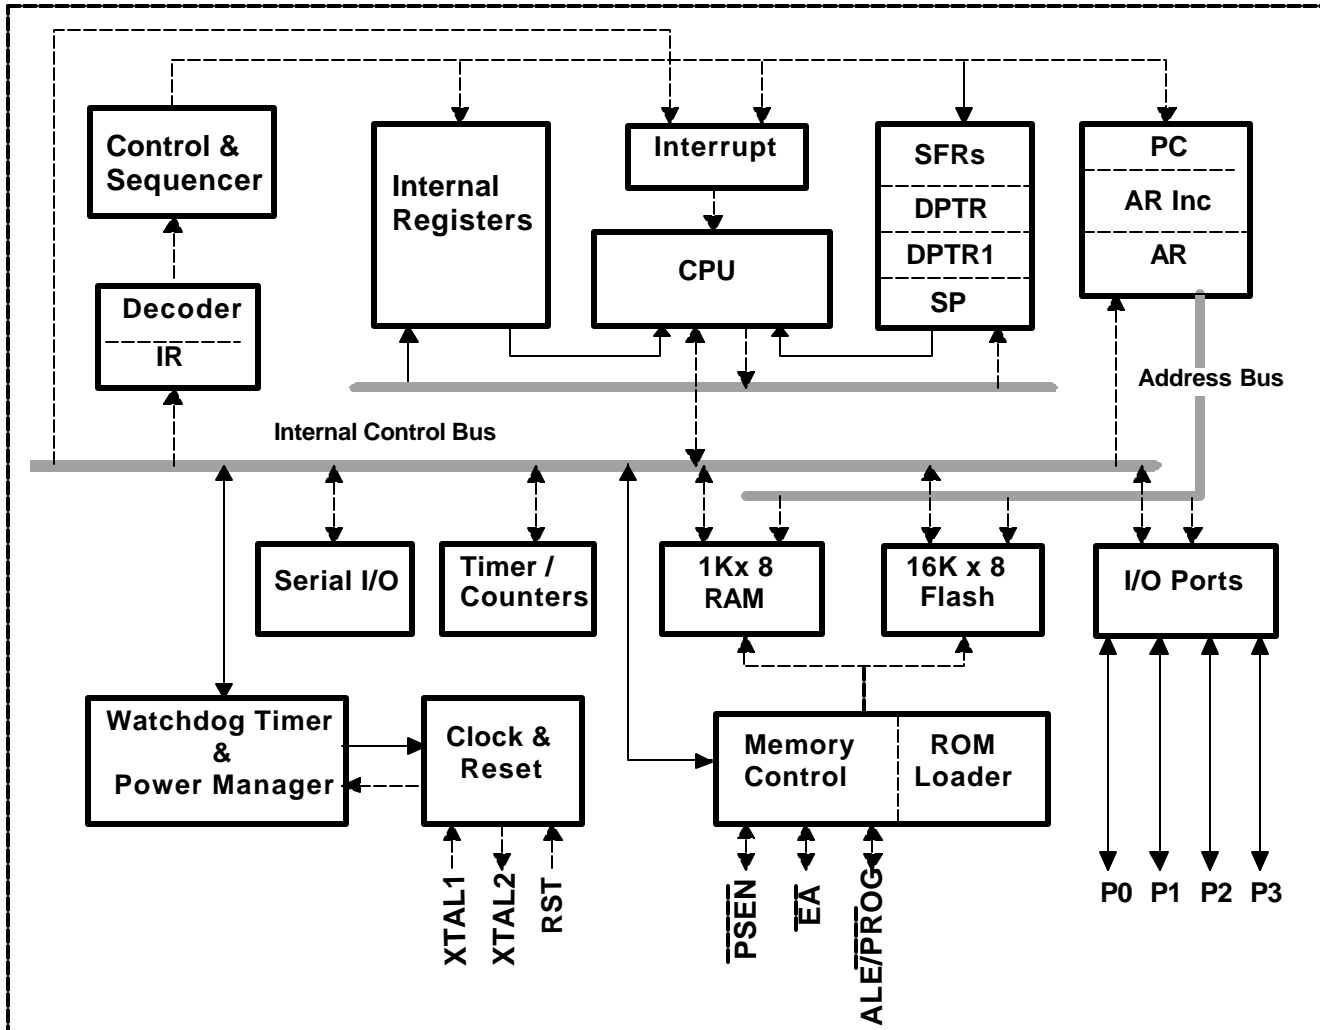 Control &
Sequencer
Internal
Registers
Interrupt
CPU
SFRs
DPTR
DPTR1
SP
PC
AR Inc
AR
Decoder
IR
Address Bus
Internal Control Bus
Serial I/O
Timer /
Counters
1Kx 8
RAM
16K x 8
Flash
I/O Ports
Watchdog Timer
&
Power Manager
Clock &
Reset
Memory
Control
ROM
Loader
XTAL1
XTAL2
RST
PSEN
EA
ALE/PROG
P0
P1
P2
P3